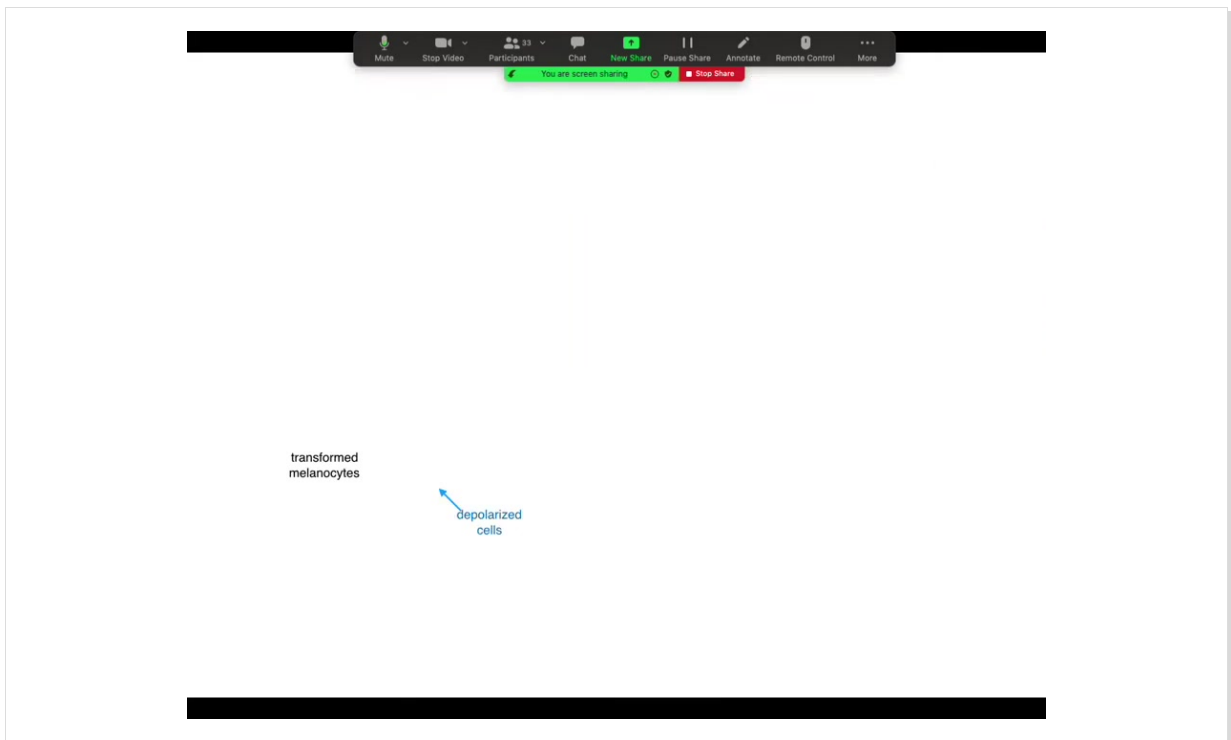 33
Mute
Stop Video
Participants
Chat
New Share
Pause Share
Annotate
Remote Control
More
You are screen sharing
Stop Share
transformed
melanocytes
depolarized
cells